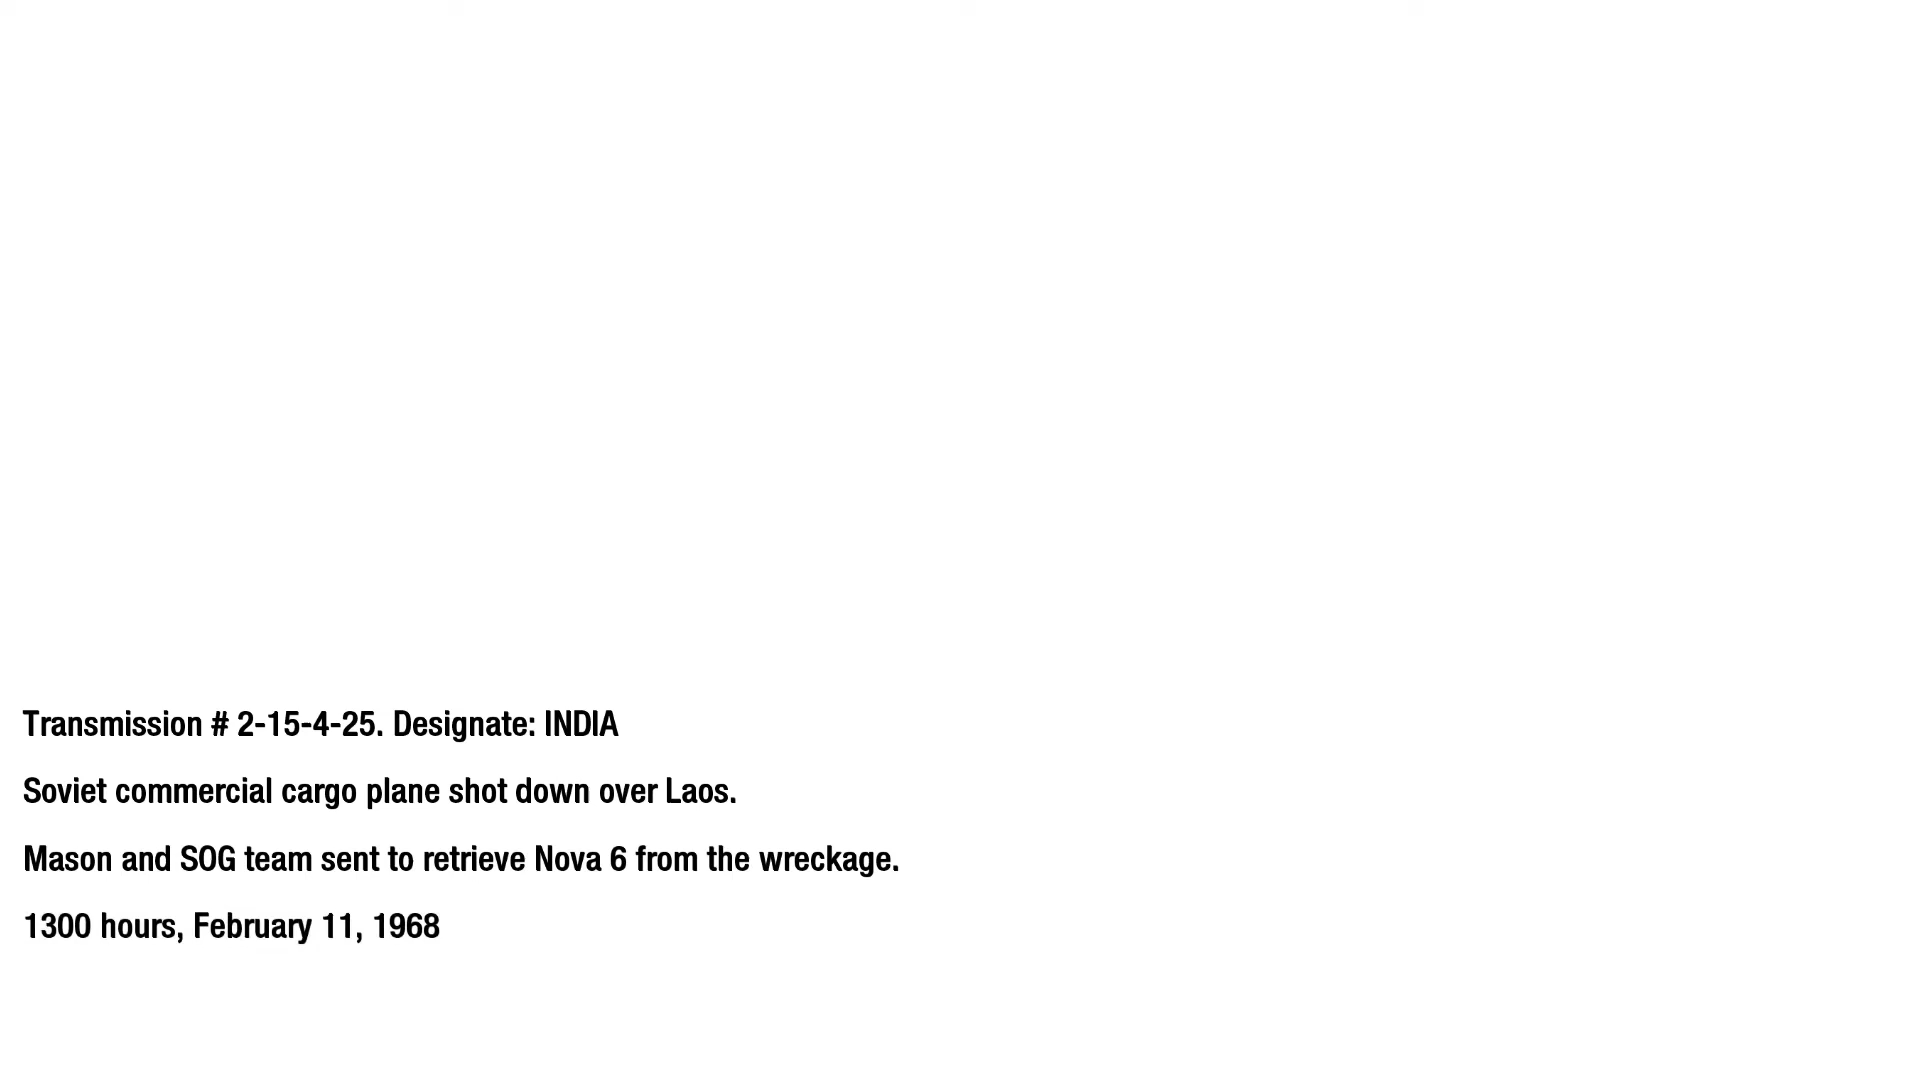 Transmission # 2-15-4-25. Designate: INDIA
Soviet commercial cargo plane shot down over Laos.
Mason and SOG team sent to retrieve Nova 6 from the wreckage.
1300 hours, February 11, 1968